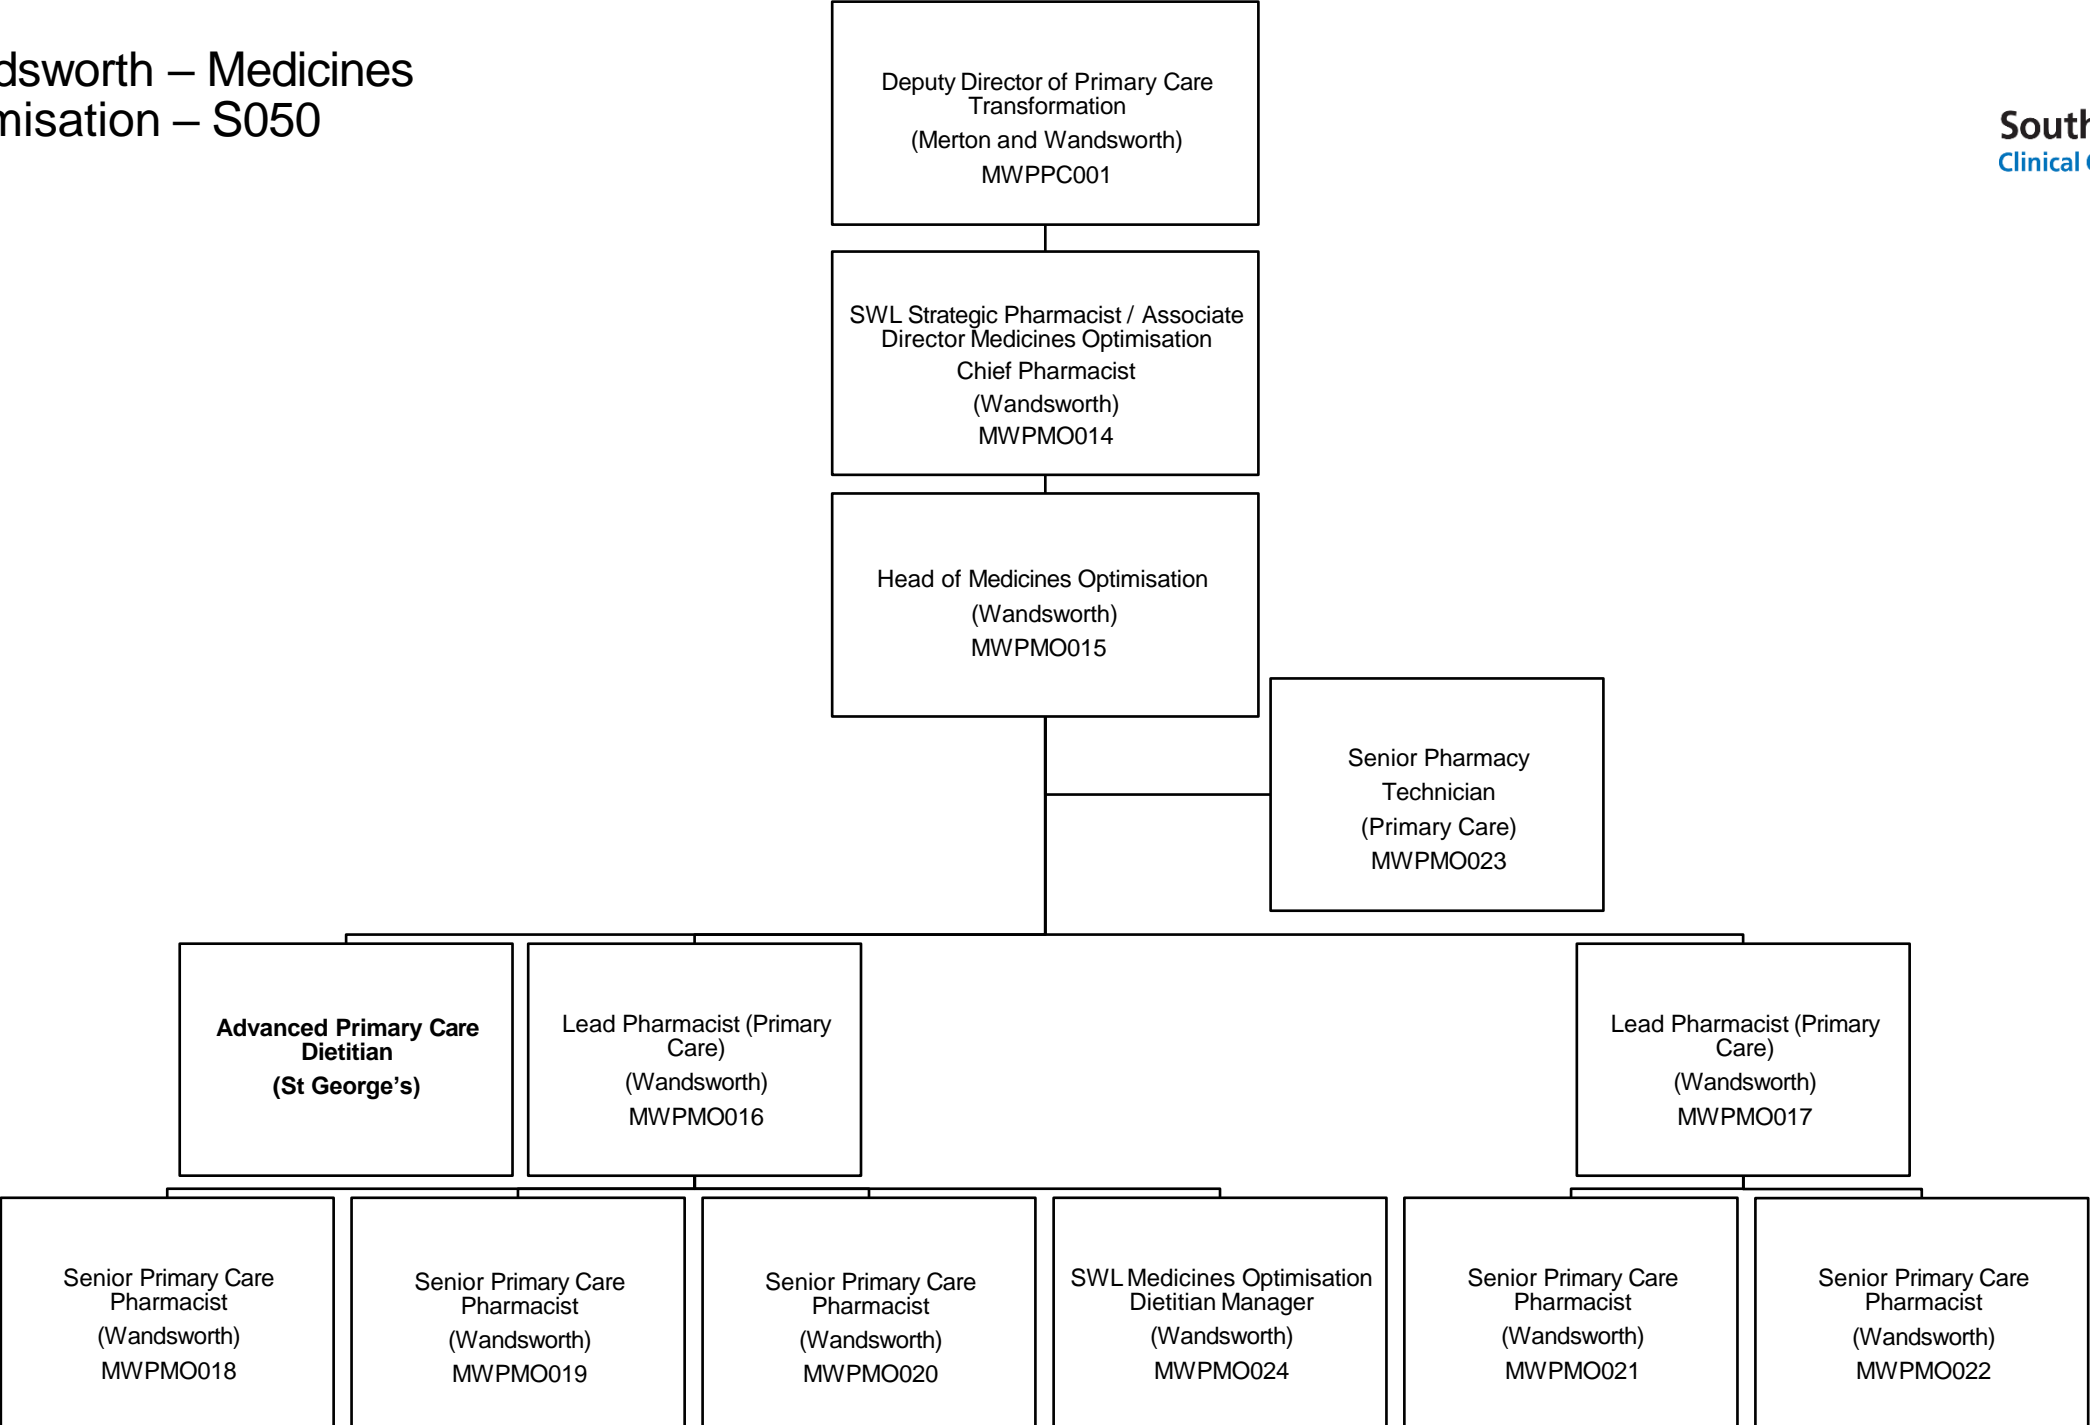 dsworth – Medicines
misation – S050
South
Clinical
Deputy Director of Primary Care
Transformation
(Merton and Wandsworth)
MWPPC001
SWL Strategic Pharmacist / Associate
Director Medicines Optimisation
Chief Pharmacist
(Wandsworth)
MWPMO014
Head of Medicines Optimisation
(Wandsworth)
MWPMO015
Senior Pharmacy
Technician
(Primary Care)
MWPMO023
Advanced Primary Care
Dietitian
(St George’s)
Lead Pharmacist (Primary
Care)
(Wandsworth)
MWPMO016
Lead Pharmacist (Primary
Care)
(Wandsworth)
MWPMO017
Senior Primary Care
Pharmacist
(Wandsworth)
MWPMO018
Senior Primary Care
Pharmacist
(Wandsworth)
MWPMO019
Senior Primary Care
Pharmacist
(Wandsworth)
MWPMO020
SWL Medicines Optimisation
Dietitian Manager
(Wandsworth)
MWPMO024
Senior Primary Care
Pharmacist
(Wandsworth)
MWPMO021
Senior Primary Care
Pharmacist
(Wandsworth)
MWPMO022